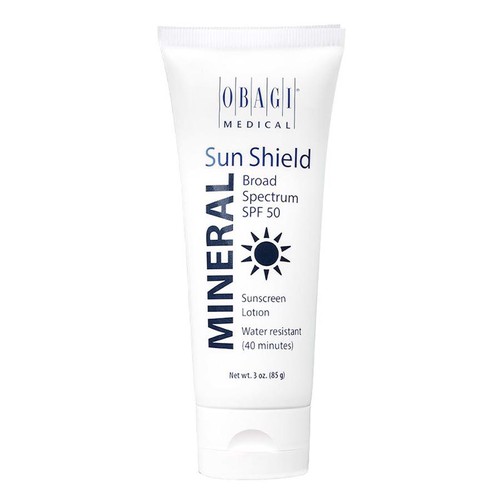 OBAGI®
MEDICAL
Sun Shield
MINERAL
Broad
Spectrum
SPF 50
Sunscreen
Lotion
Water resistant
(40 minutes)
Net wt. 3 oz. (85 g)